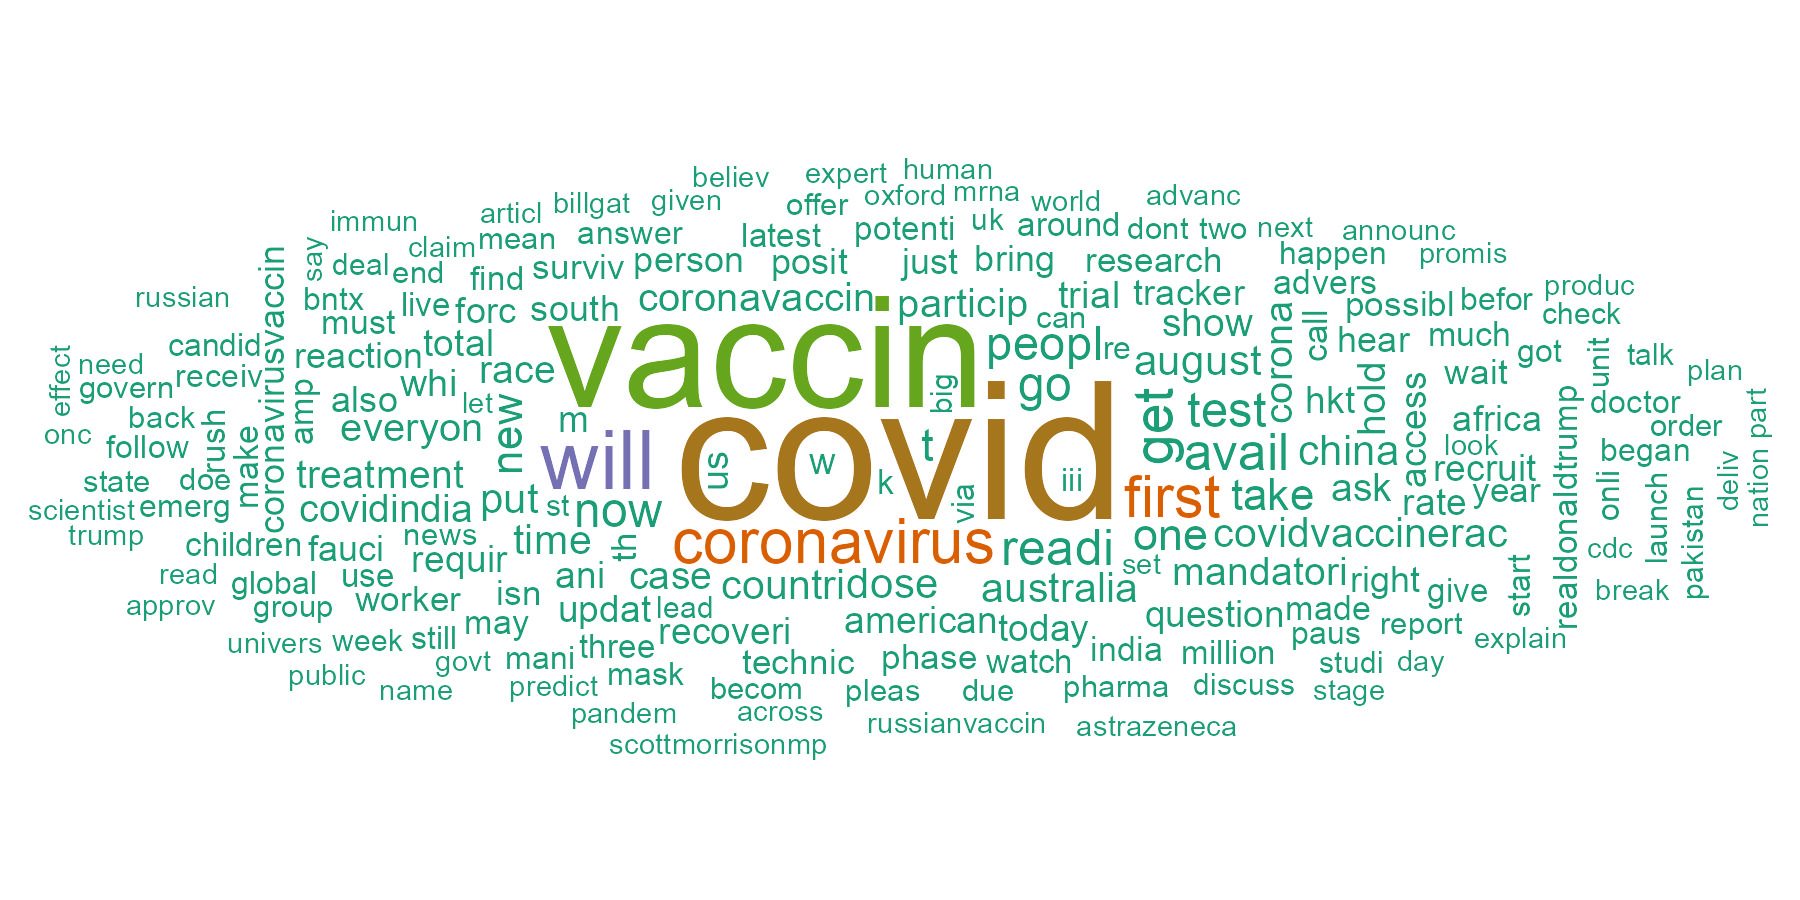 believ expert human
immun articl billgat given offer oxford mrna world advanc
say claim mean answer latest potenti uk around dont two next announc
deal end find surviv person posit just bring research happen promis
russian bntx live forc south coronavaccin particip trial tracker advers possibl befor produc
must can show call check
candid coronavirusvaccin reaction total vaccin peopl re august corona hear much got unit talk
effect need govern receiv amp whi race go wait plan
back also let new m big get test hkt hold access africa doctor part
onc follow rush make everyon will us w t covid avail china look began order
state doe treatment k iii recruit realdonaldtrump onli launch deliv nation
scientist emerg covidindia put st now via first take ask rate year pakistan
trump children fauci news time th coronavirus readi one covidvaccinerac cdc
read global use requir ani case countri dose set mandatori right give start break
approv group worker isn updat lead australia question made
univers week still may three recoveri american today paus report explain
public govt mani technic phase watch india million studi day
name predict mask becom pleas due pharma discuss stage
pandem across russianvaccin astrazeneca
scottmorrisonmp